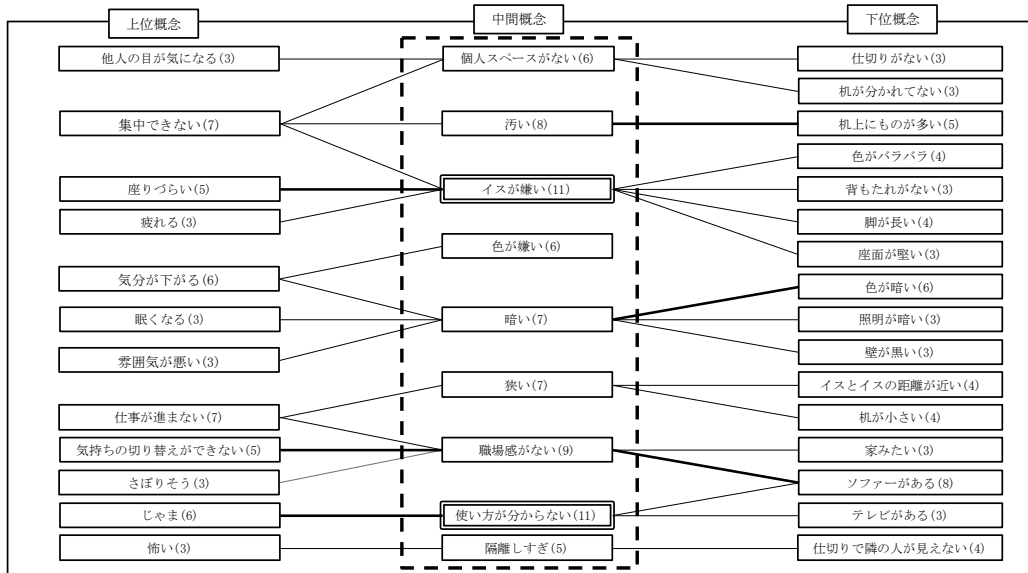 上位概念 中間概念 下位概念
他人の目が気になる(3) 個人スペースがない(6) 仕切りがない(3)
机が分かれてない(3)
集中できない(7) 汚い(8) 机上にものが多い(5)
色がバラバラ(4)
座りづらい(5) イスが嫌い(11) 背もたれがない(3)
疲れる(3) 脚が長い(4)
色が嫌い(6) 座面が堅い(3)
気分が下がる(6) 色が暗い(6)
眠くなる(3) 暗い(7) 照明が暗い(3)
雰囲気が悪い(3) 壁が黒い(3)
狭い(7) イスとイスの距離が近い(4)
仕事が進まない(7) 机が小さい(4)
気持ちの切り替えができない(5) 職場感がない(9) 家みたい(3)
さぼりそう(3) ソファーがある(8)
じゃま(6) 使い方が分からない(11) テレビがある(3)
怖い(3) 隔離しすぎ(5) 仕切りで隣の人が見えない(4)